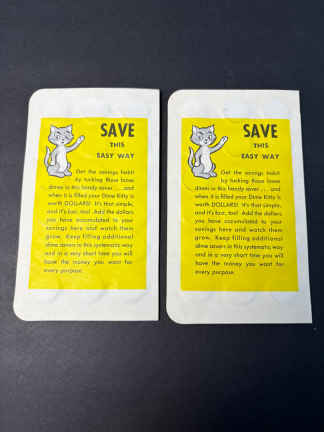 SAVE
THIS
EASY WAY
Get the savings habit
by tucking those loose
dimes in this handy saver . . . and
when it is filled your Dime Kitty is
worth DOLLARS! It's that simple,
and it's fun, too! Add the dollars
you have accumulated to your
savings here and watch them
grow. Keep filling additional
dime savers in this systematic way
and in a very short time you will
have the money you want for
every purpose.
SAVE
THIS
EASY WAY
Get the savings habit
by tucking those loose
dimes in this handy saver . . . and
when it is filled your Dime Kitty is
worth DOLLARS! It's that simple,
and it's fun, too! Add the dollars
you have accumulated to your
savings here and watch them
grow. Keep filling additional
dime savers in this systematic way
and in a very short time you will
have the money you want for
every purpose.